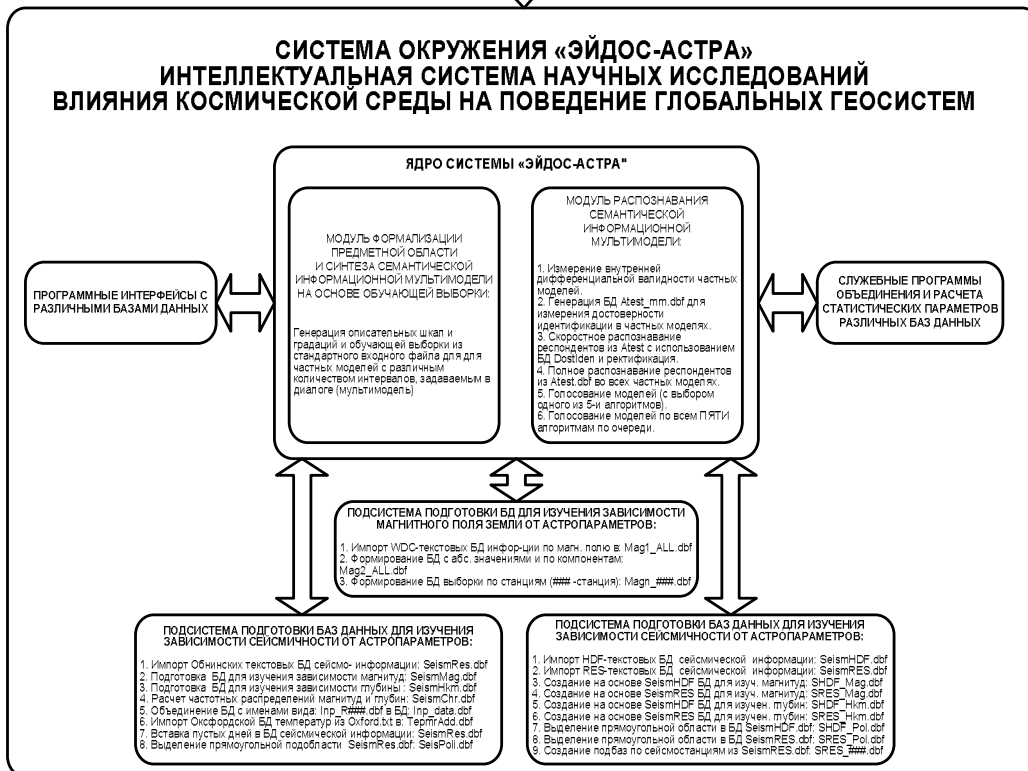 СИСТЕМА ОКРУЖЕНИЯ «ЭЙДОС-АСТРА»
ИНТЕЛЛЕКТУАЛЬНАЯ СИСТЕМА НАУЧНЫХ ИССЛЕДОВАНИЙ
ВЛИЯНИЯ КОСМИЧЕСКОЙ СРЕДЫ НА ПОВЕДЕНИЕ ГЛОБАЛЬНЫХ ГЕОСИСТЕМ
ЯДРО СИСТЕМЫ «ЭЙДОС-АСТРА"
МОДУЛЬ ФОРМАЛИЗАЦИИ
ПРЕДМЕТНОЙ ОБЛАСТИ
И СИНТЕЗА СЕМАНТИЧЕСКОЙ
ИНФОРМАЦИОННОЙ МУЛЬТИМОДЕЛИ
НА ОСНОВЕ ОБУЧАЮЩЕЙ ВЫБОРКИ:
Генерация описательных шкал и
градаций и обучающей выборки из
стандартного входного файла для для
частных моделей с различным
количеством интервалов, задаваемым в
диалоге (мультимодель)
МОДУЛЬ РАСПОЗНАВАНИЯ
СЕМАНТИЧЕСКОЙ
ИНФОРМАЦИОННОЙ
МУЛЬТИМОДЕЛИ:
1. Измерение внутренней
дифференциальной валидности частных
моделей.
2. Генерация БД Atest_mm.dbf для
измерения достоверности
идентификации в частных моделях.
3. Скоростное распознавание
респондентов из Atest с использованием
БД DostIden и ректификация.
4. Полное распознавание респондентов
из Atest.dbf во всех частных моделях.
5. Голосование моделей (с выбором
одного из 5-и алгоритмов).
6. Голосование моделей по всем ПЯТИ
алгоритмам по очереди.
ПРОГРАММНЫЕ ИНТЕРФЕЙСЫ С
РАЗЛИЧНЫМИ БАЗАМИ ДАННЫХ
СЛУЖЕБНЫЕ ПРОГРАММЫ
ОБЪЕДИНЕНИЯ И РАСЧЕТА
СТАТИСТИЧЕСКИХ ПАРАМЕТРОВ
РАЗЛИЧНЫХ БАЗ ДАННЫХ
ПОДСИСТЕМА ПОДГОТОВКИ БД ДЛЯ ИЗУЧЕНИЯ ЗАВИСИМОСТИ
МАГНИТНОГО ПОЛЯ ЗЕМЛИ ОТ АСТРОПАРАМЕТРОВ:
1. Импорт WDC-текстовых БД инфор-ции по магн. полю в: Mag1_ALL.dbf
2. Формирование БД с абс. значениями и по компонентам:
Mag2_ALL.dbf
3. Формирование БД выборки по станциям (### -станция): Magn_###.dbf
ПОДСИСТЕМА ПОДГОТОВКИ БАЗ ДАННЫХ ДЛЯ ИЗУЧЕНИЯ
ЗАВИСИМОСТИ СЕЙСМИЧНОСТИ ОТ АСТРОПАРАМЕТРОВ:
1. Импорт Обнинских текстовых БД сейсмо- информации: SeismRes.dbf
2. Подготовка БД для изучения зависимости магнитуд: SeismMag.dbf
3. Подготовка БД для изучения зависимости глубины : SeismHkm.dbf
4. Расчет частотных распределений магнитуд и глубин: SeismChr.dbf
5. Объединение БД с именами вида: Inp_R###.dbf в БД: Inp_data.dbf
6. Импорт Оксфордской БД температур из Oxford.txt в: TepmrAdd.dbf
7. Вставка пустых дней в БД сейсмической информации: SeismRes.dbf
8. Выделение прямоугольной подобласти SeismRes.dbf: SeisPoli.dbf
ПОДСИСТЕМА ПОДГОТОВКИ БАЗ ДАННЫХ ДЛЯ ИЗУЧЕНИЯ
ЗАВИСИМОСТИ СЕЙСМИЧНОСТИ ОТ АСТРОПАРАМЕТРОВ:
1. Импорт HDF-текстовых БД сейсмической информации: SeismHDF.dbf
2. Импорт RES-текстовых БД сейсмической информации: SeismRES.dbf
3. Создание на основе SeismHDF БД для изуч. магнитуд: SHDF_Mag.dbf
4. Создание на основе SeismRES БД для изуч. магнитуд: SRES_Mag.dbf
5. Создание на основе SeismHDF БД для изучен. глубин: SHDF_Hkm.dbf
6. Создание на основе SeismRES БД для изучен. глубин: SRES_Hkm.dbf
7. Выделение прямоугольной области в БД SeismHDF.dbf: SHDF_Pol.dbf
8. Выделение прямоугольной области в БД SeismRES.dbf: SRES_Pol.dbf
9. Создание подбаз по сейсмостанциям из SeismRES.dbf: SRES_###.dbf